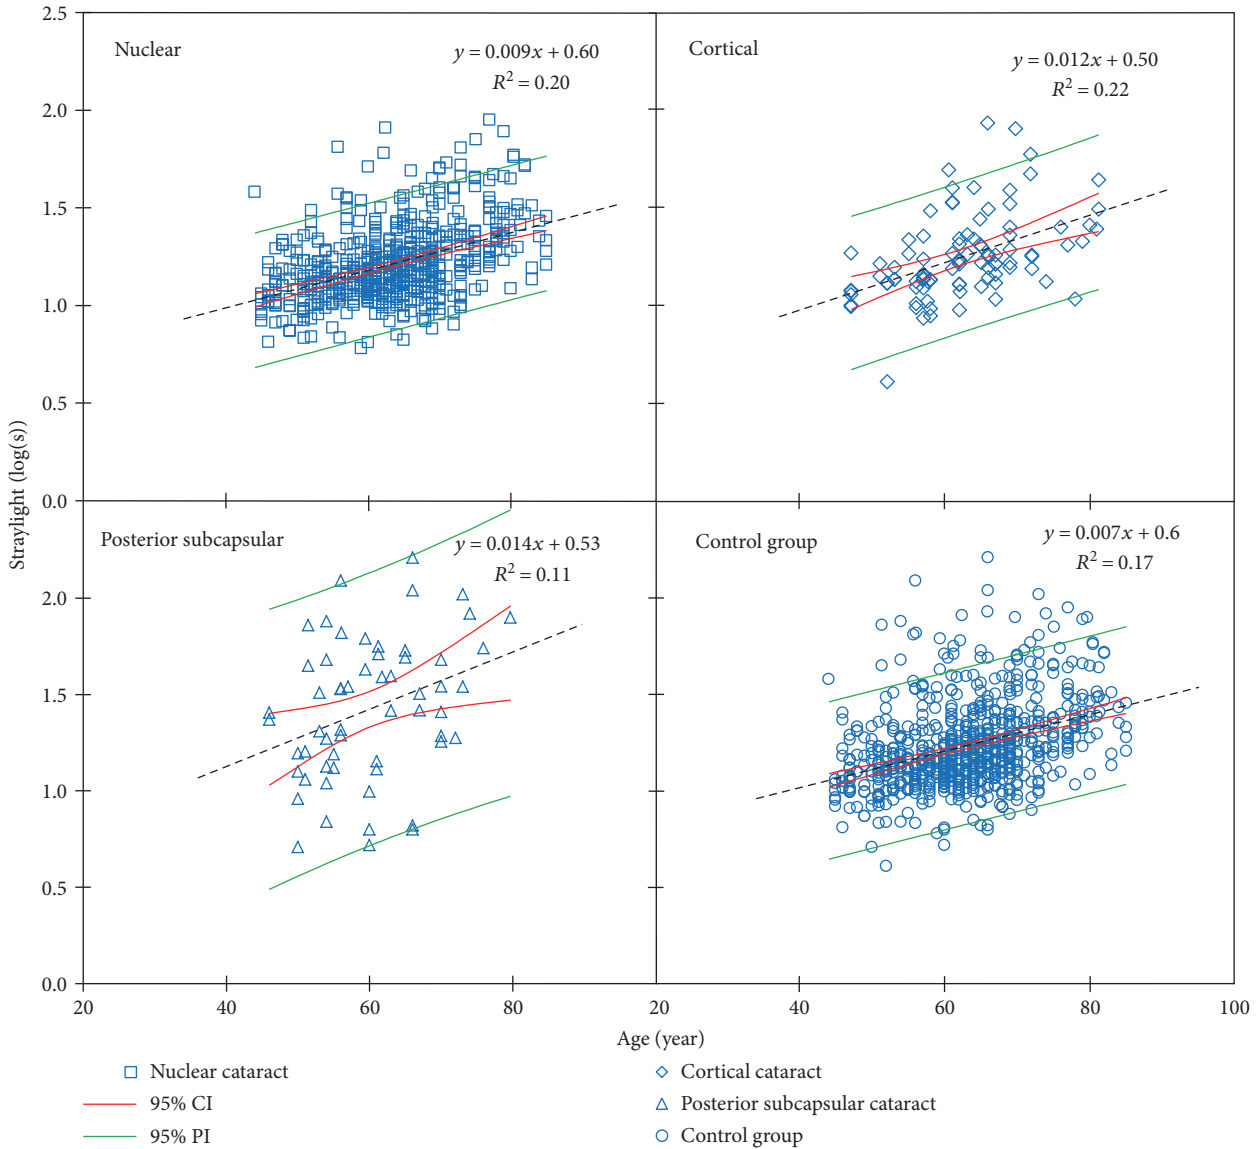 2.5
2.0
1.5
1.0
0.5
0.0
Nuclear
y = 0.009x + 0.60
R² = 0.20
Cortical
y = 0.012x + 0.50
R² = 0.22
Straylight (log(s))
Posterior subcapsular
y = 0.014x + 0.53
R² = 0.11
Control group
y = 0.007x + 0.6
R² = 0.17
2.0
1.5
1.0
0.5
0.0
20 40 60 80 20 40 60 80 100
Age (year)
Nuclear cataract
95% CI
95% PI
Cortical cataract
Posterior subcapsular cataract
Control group